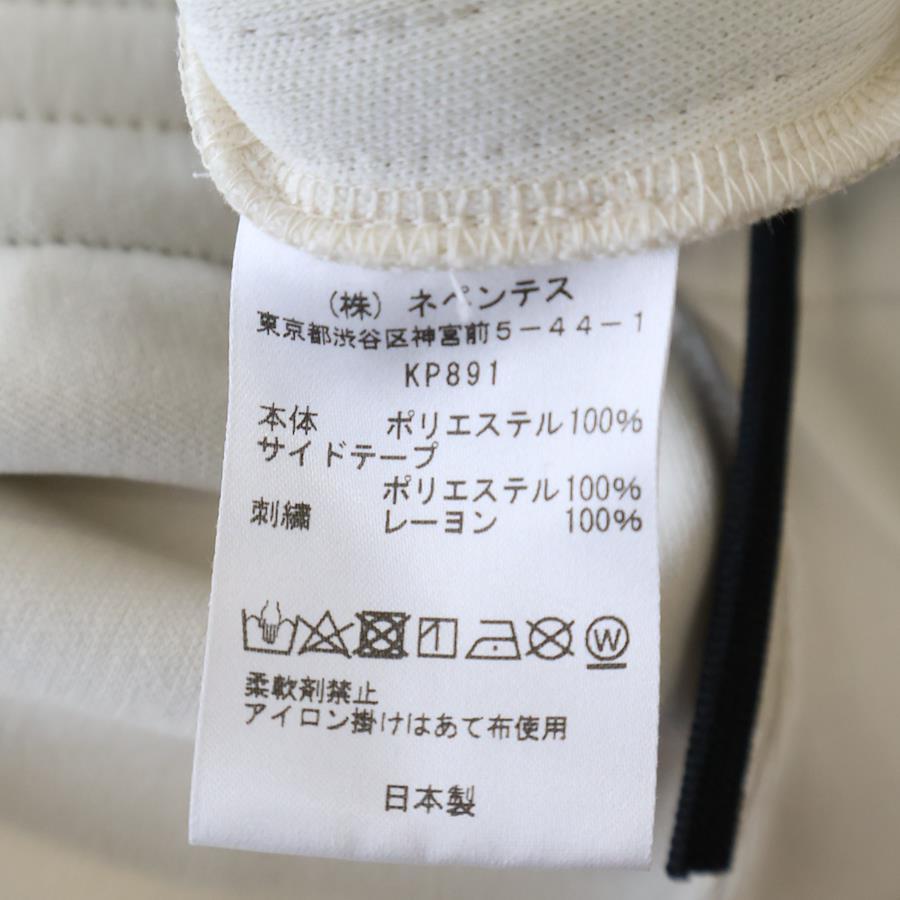 (株) ネペンテス
東京都渋谷区神宮前5-44-1
KP891
本体 ポリエステル100%
サイドテープ
ポリエステル100%
刺繍 レーヨン 100%
W
柔軟剤禁止
アイロン掛けはあて布使用
日本製